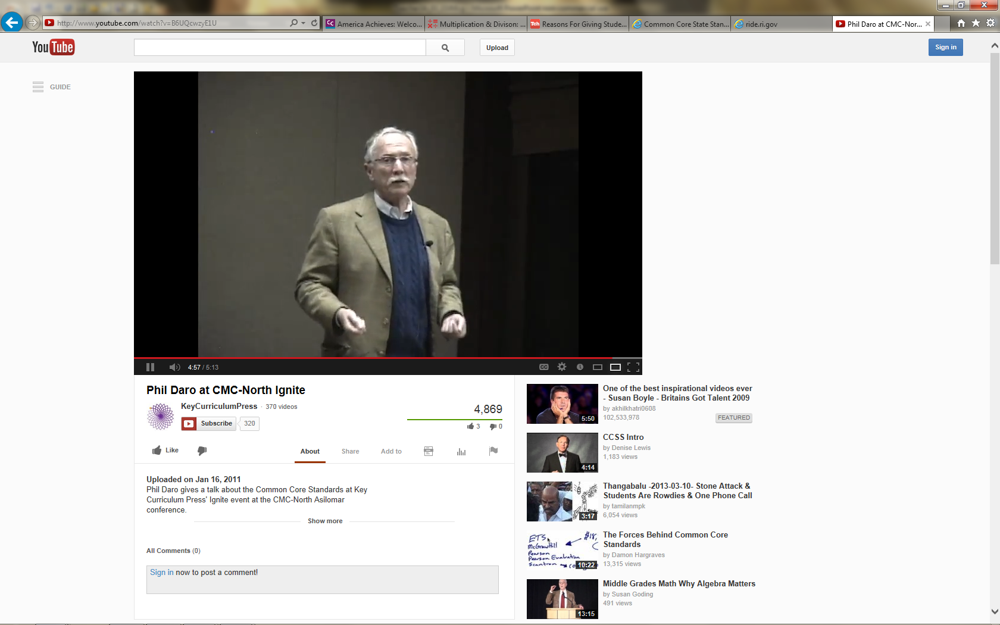 http://www.youtube.com/watch?v=B6UQcwzyE1U
America Achieves: Welco...
Multiplication & Divison: ...
Tch Reasons For Giving Stude...
Common Core State Stan...
ride.ri.gov
Phil Daro at CMC-Nor...
YouTube
Upload
Sign in
GUIDE
4:57 / 5:13
CC
Phil Daro at CMC-North Ignite
KeyCurriculumPress · 370 videos
Subscribe 320
4,869
3 0
Like
About Share Add to
Uploaded on Jan 16, 2011
Phil Daro gives a talk about the Common Core Standards at Key
Curriculum Press' Ignite event at the CMC-North Asilomar
conference.
Show more
All Comments (0)
Sign in now to post a comment!
5:50
One of the best inspirational videos ever
- Susan Boyle - Britains Got Talent 2009
by akhilkhatri0608
102,533,978
FEATURED
4:14
CCSS Intro
by Denise Lewis
1,183 views
3:17
Thangabalu -2013-03-10- Stone Attack &
Students Are Rowdies & One Phone Call
by tamilanmpk
6,054 views
ETS
McGrawHill
Pearson
Pearson Evaluation
Scantron
$18,
10:22
The Forces Behind Common Core
Standards
by Damon Hargraves
13,315 views
13:15
Middle Grades Math Why Algebra Matters
by Susan Goding
491 views